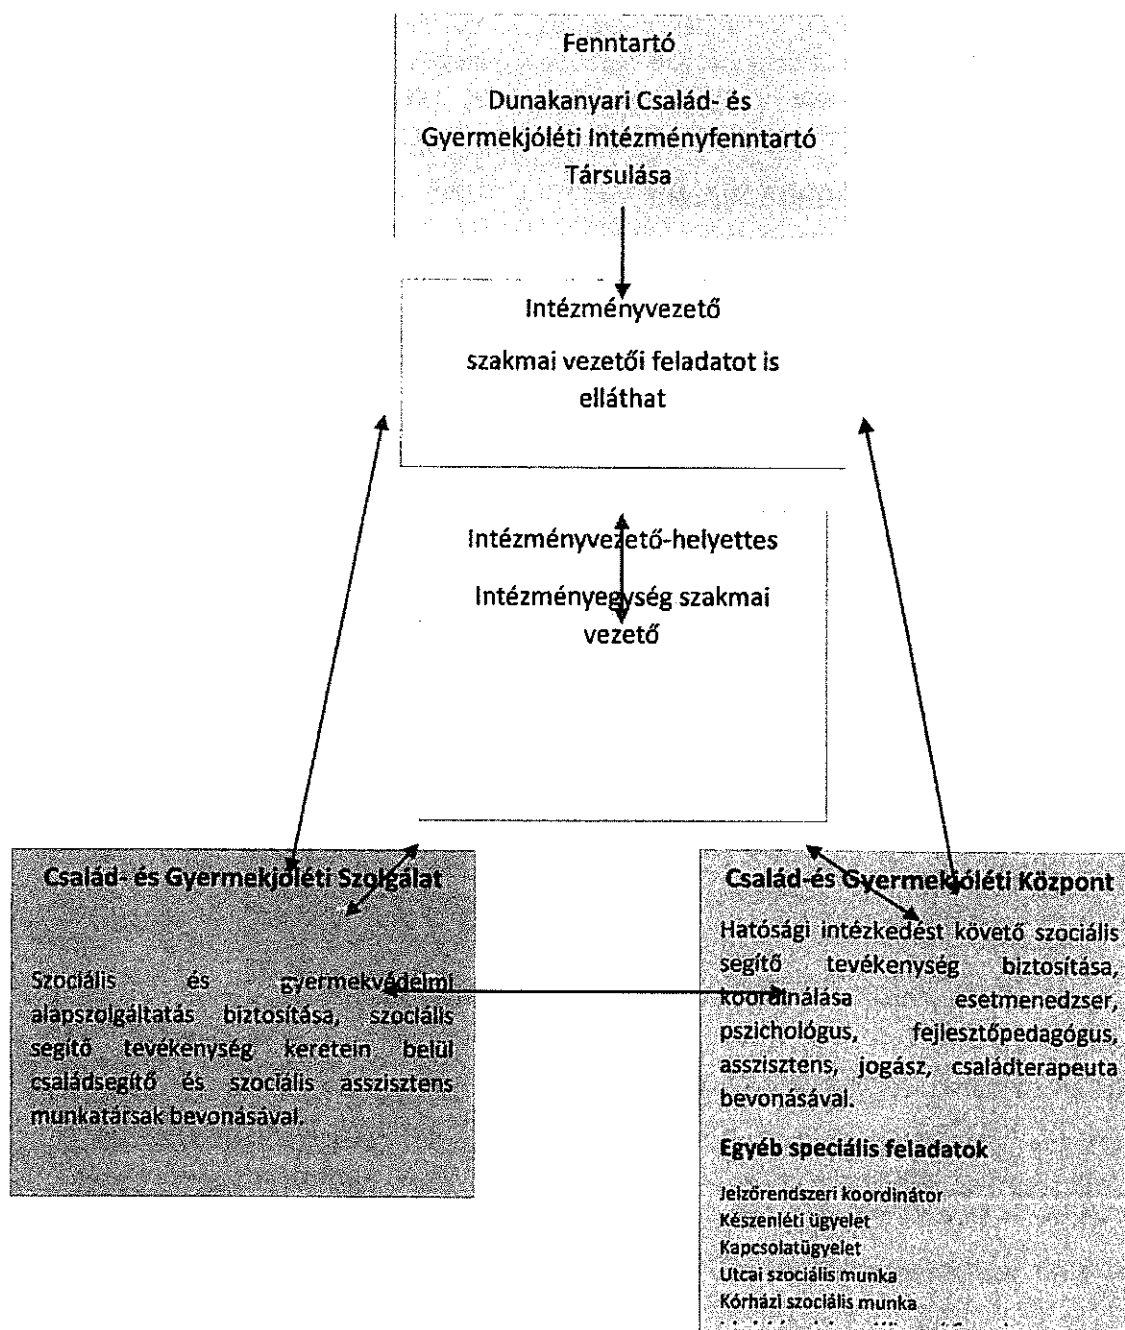 Fenntartó
Dunakanyari Család- és
Gyermekjóléti Intézményfenntartó
Társulása
Intézményvezető
szakmai vezetői feladatot is
elláthat
Intézményvezető-helyettes
Intézményegység szakmai
vezető
Család- és Gyermekjóléti Szolgálat
Szociális és gyermekvédelmi
alapszolgáltatás biztosítása, szociális
segítő tevékenység keretein belül
családsegítő és szociális asszisztens
munkatársak bevonásával.
Család-és Gyermekjóléti Központ
Hatósági intézkedést követő szociális
segítő tevékenység biztosítása,
koordinálása esetmenedzser,
pszichológus, fejlesztőpedagógus,
asszisztens, jogász, családterapeuta
bevonásával.
Egyéb speciális feladatok
Jelzőrendszeri koordinátor
Készenléti ügyelet
Kapcsolatügyelet
Utcai szociális munka
Kórházi szociális munka